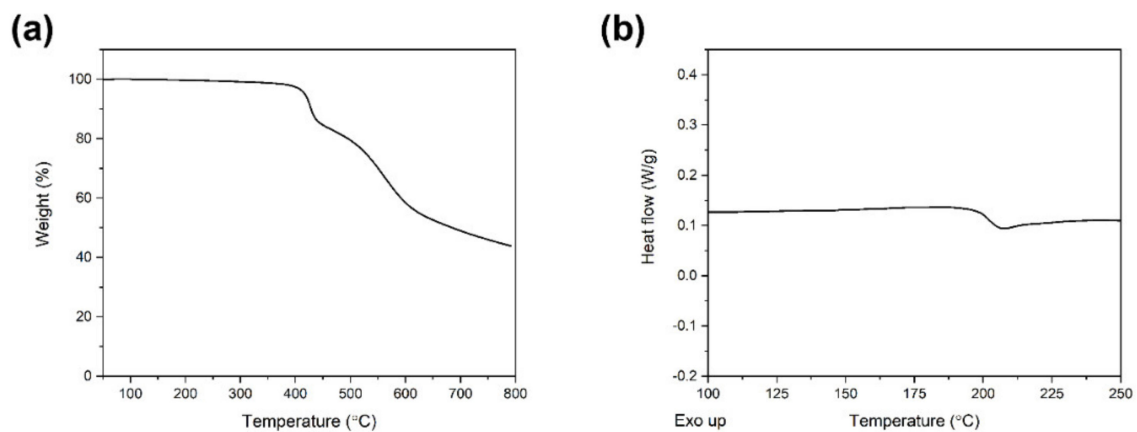 (a)
100
80
60
40
20
0
Weight (%)
100 200 300 400 500 600 700 800
Temperature (°C)
(b)
0.4
0.3
0.2
0.1
0.0
-0.1
-0.2
Heat flow (W/g)
100 125 150 175 200 225 250
Exo up Temperature (°C)